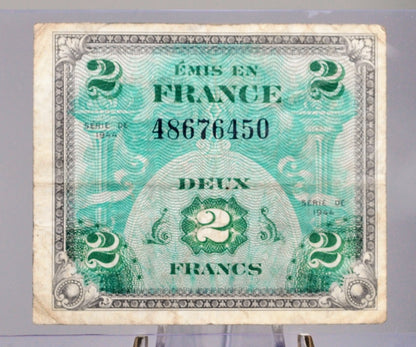 2 ÉMIS EN 2
FRANCE
SÉRIE DE 1944
48676450
DEUX
SÉRIE DE 1944
2
2 2
FRANCS